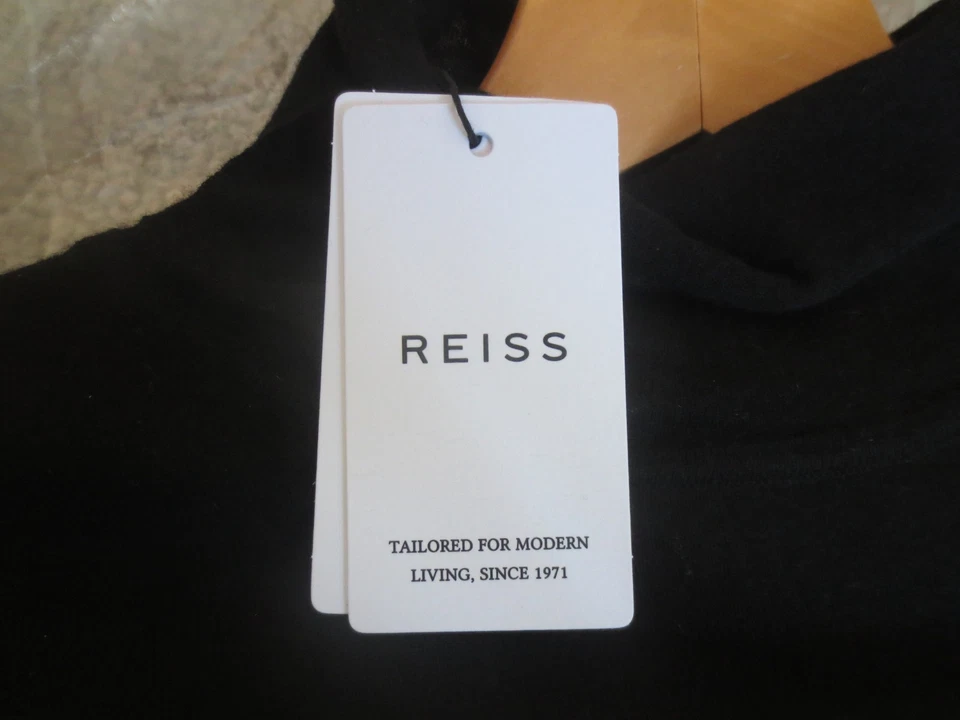 REISS
TAILORED FOR MODERN
LIVING, SINCE 1971